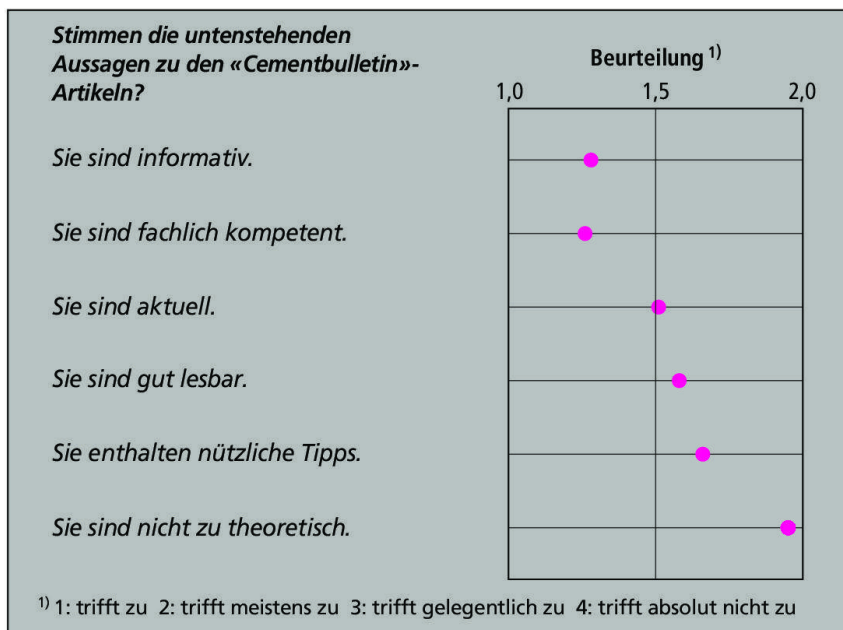 Stimmen die untenstehenden
Aussagen zu den «Cementbulletin»-
Artikeln?
Beurteilung 1)
1,0 1,5 2,0
Sie sind informativ.
Sie sind fachlich kompetent.
Sie sind aktuell.
Sie sind gut lesbar.
Sie enthalten nützliche Tipps.
Sie sind nicht zu theoretisch.
1) 1: trifft zu 2: trifft meistens zu 3: trifft gelegentlich zu 4: trifft absolut nicht zu